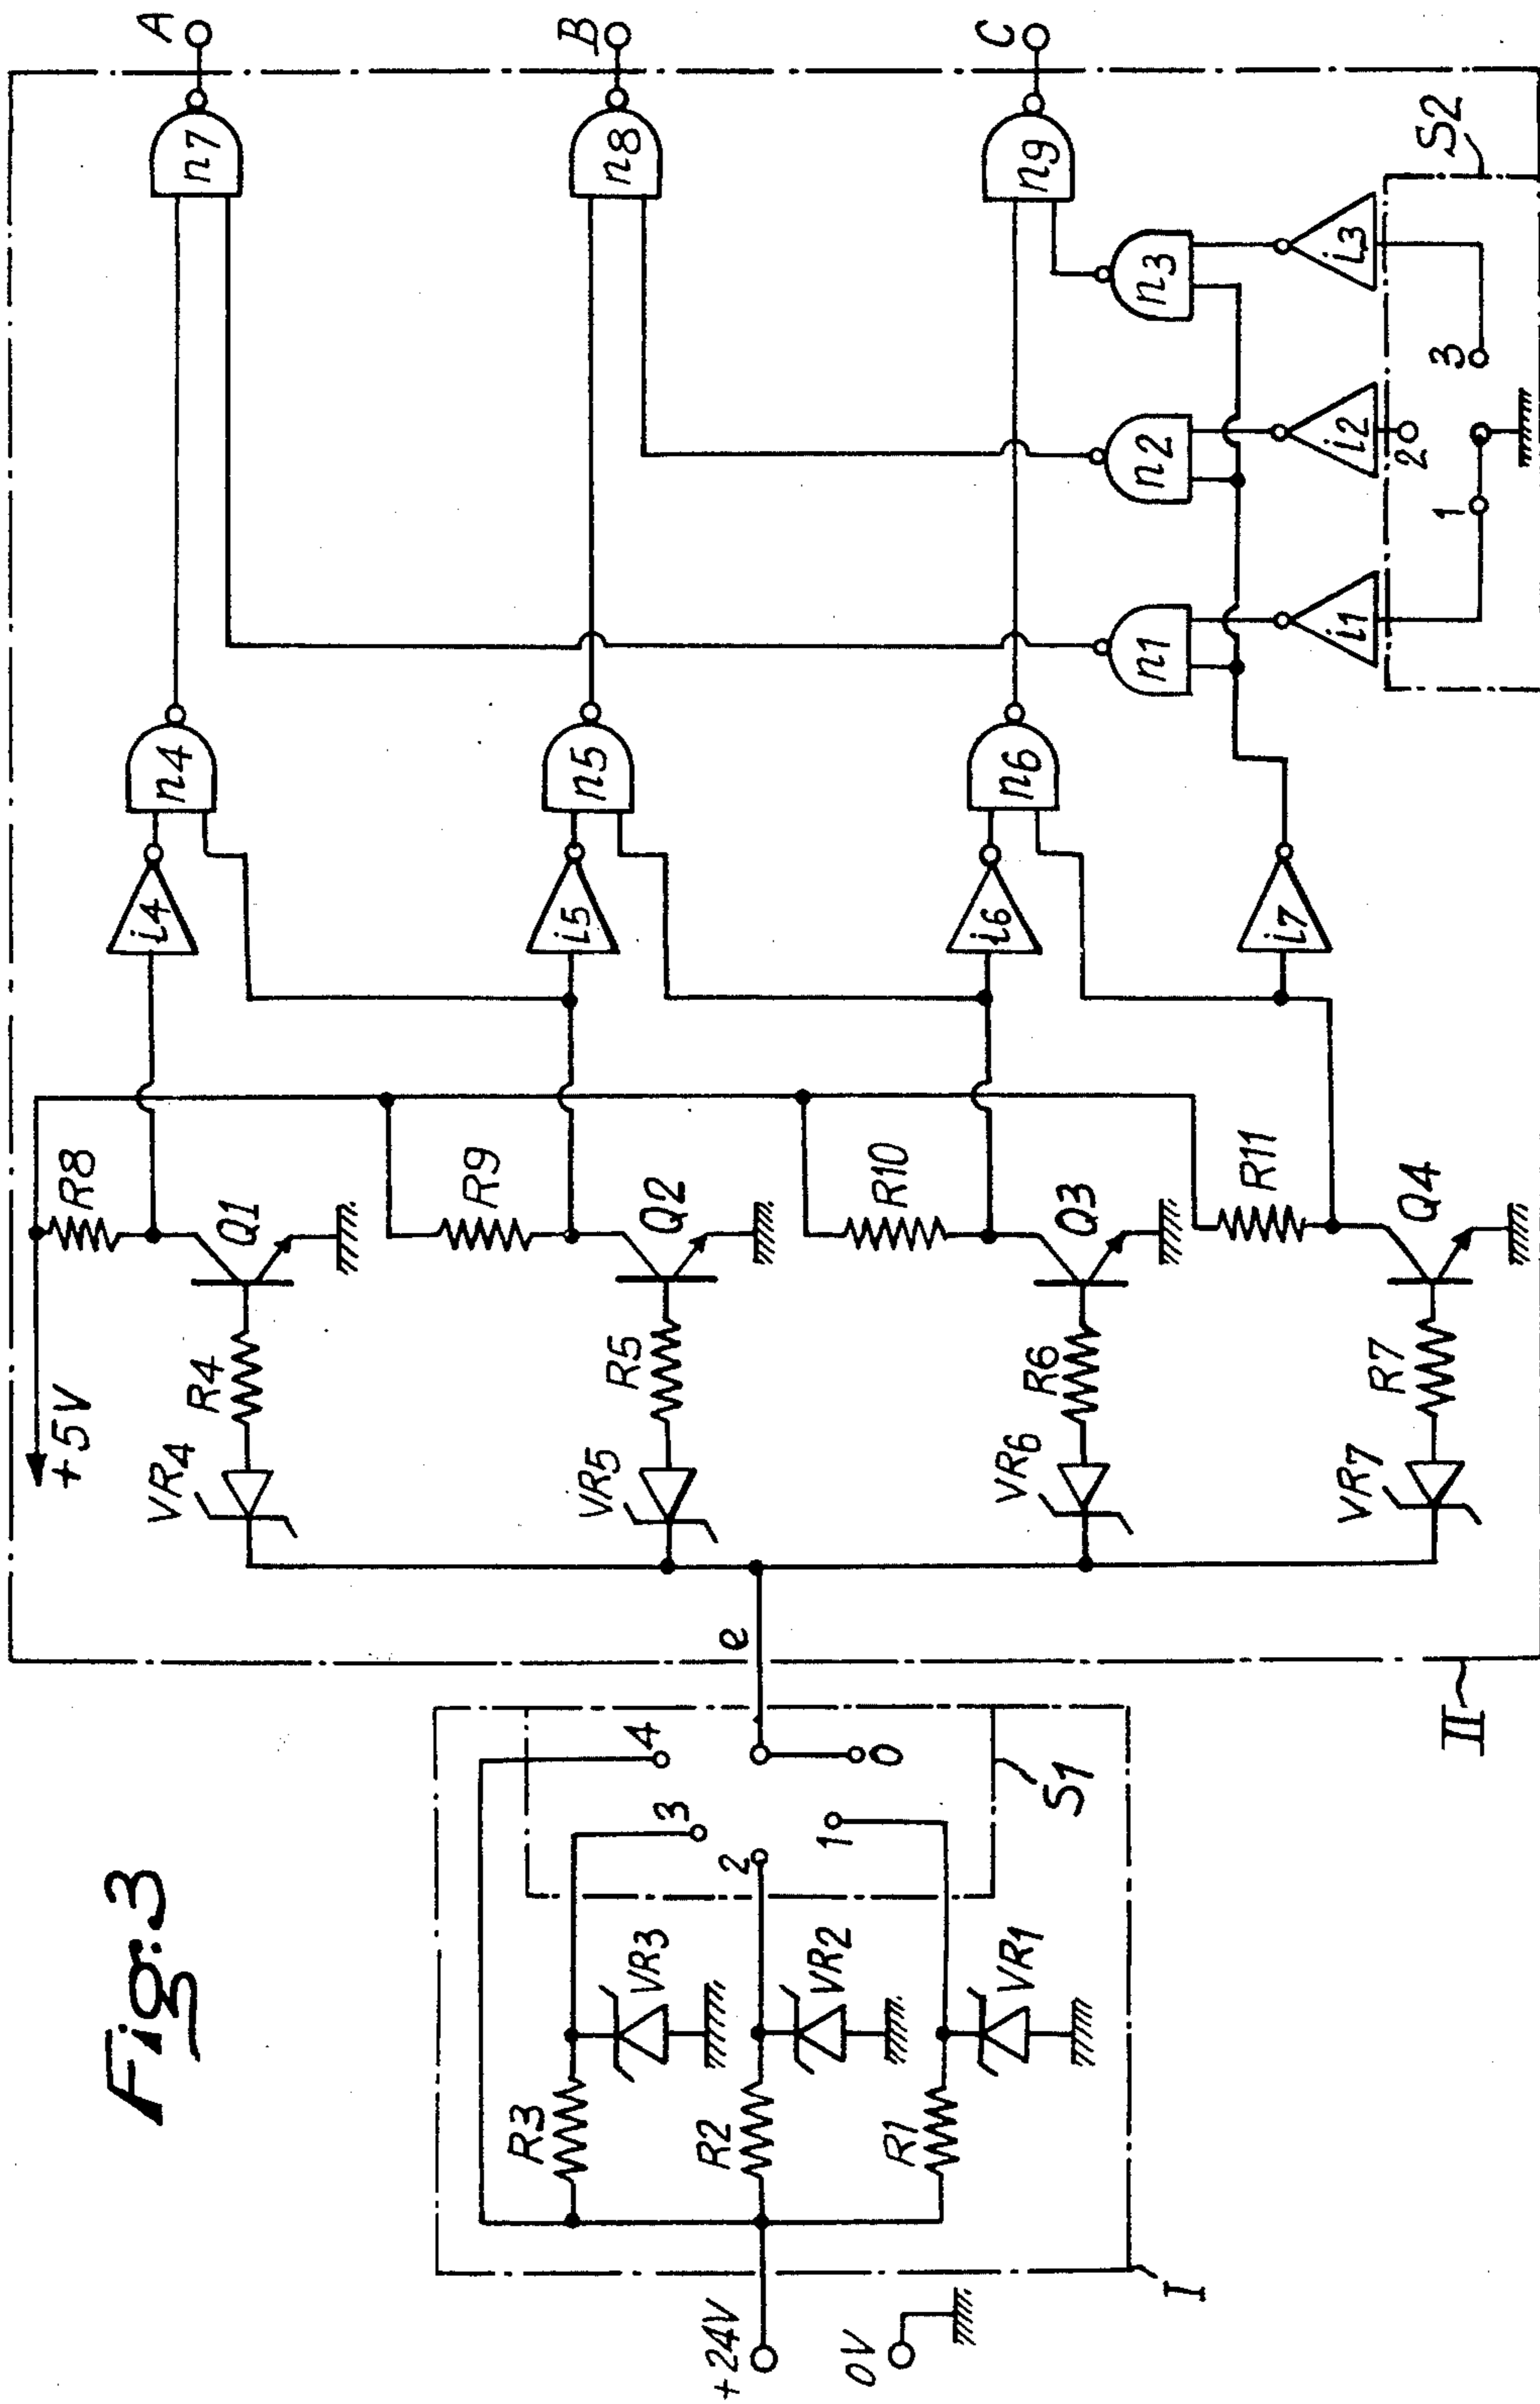 Fig. 3
+24V
0V
I
R3
R2
R1
VR3
VR2
VR1
4
3
2
1
0
S1
e
II
+5V
VR4
R4
Q1
R8
VR5
R5
Q2
R9
VR6
R6
Q3
R10
VR7
R7
Q4
R11
i4
i5
i6
i7
n4
n5
n6
n1
n2
n3
i1
i2
i3
1
2
3
S2
n7
n8
n9
A
B
C